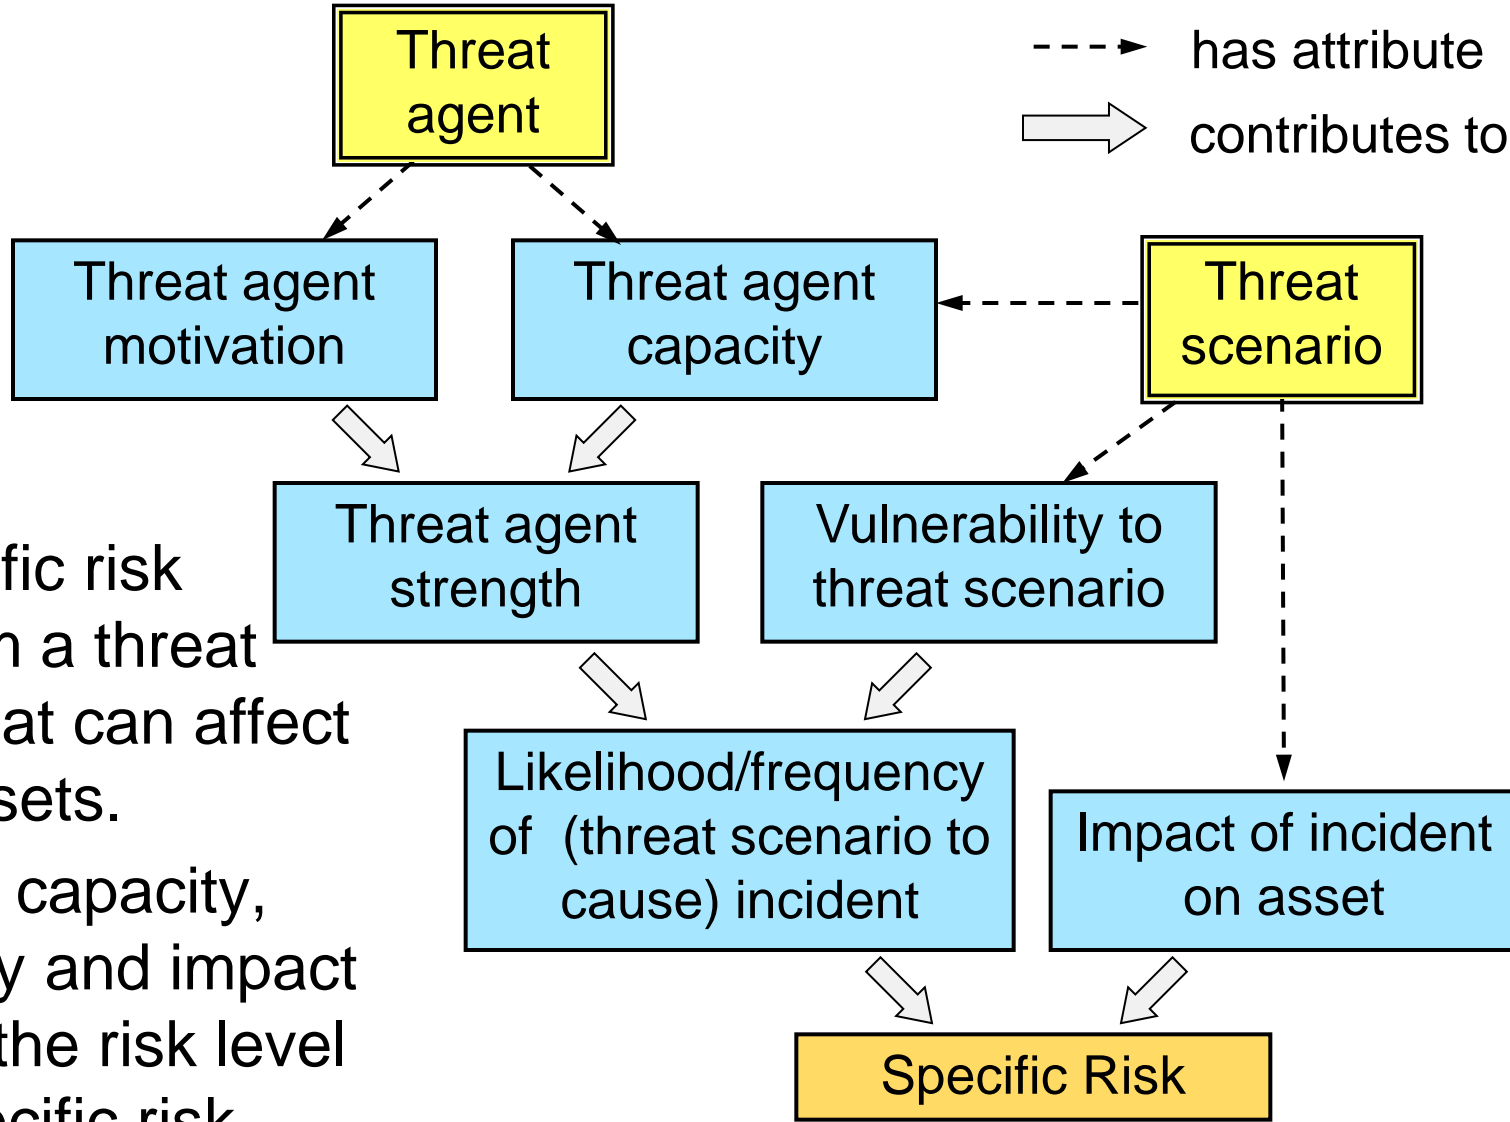 Threat
agent
has attribute
contributes to
Threat agent
motivation
Threat agent
capacity
Threat
scenario
Threat agent
strength
Vulnerability to
threat scenario
fic risk
a threat
at can affect
sets.
capacity,
y and impact
the risk level
cific risk
Likelihood/frequency
of (threat scenario to
cause) incident
Impact of incident
on asset
Specific Risk